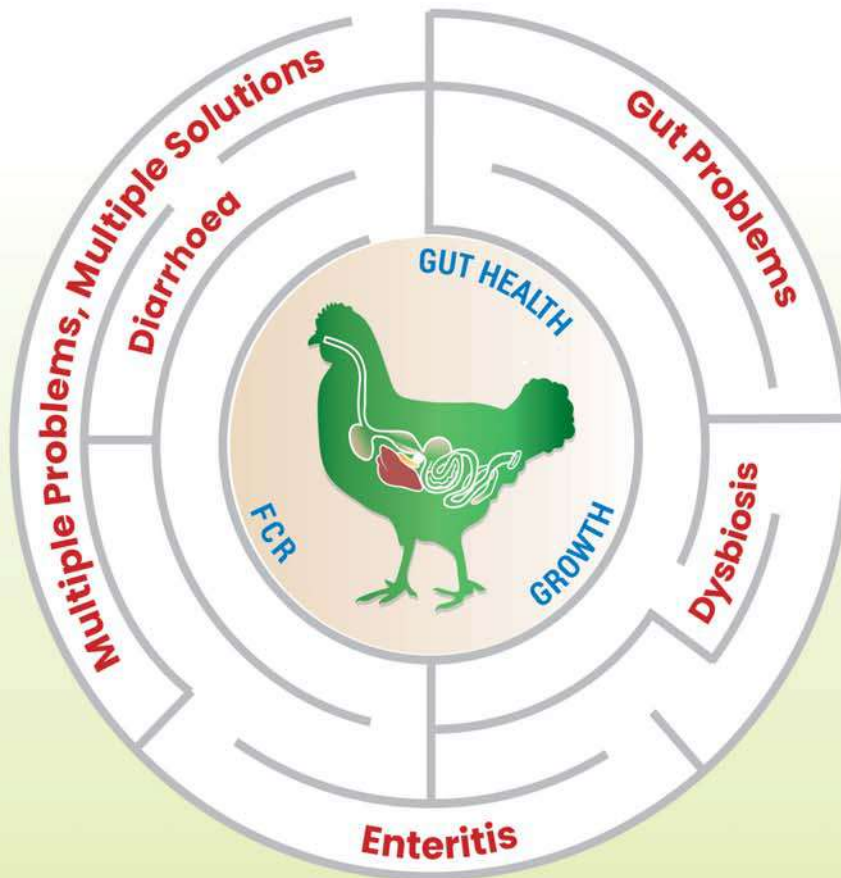 Multiple Problems, Multiple Solutions
Gut Problems
Diarrhoea
GUT HEALTH
FCR
GROWTH
Dysbiosis
Enteritis